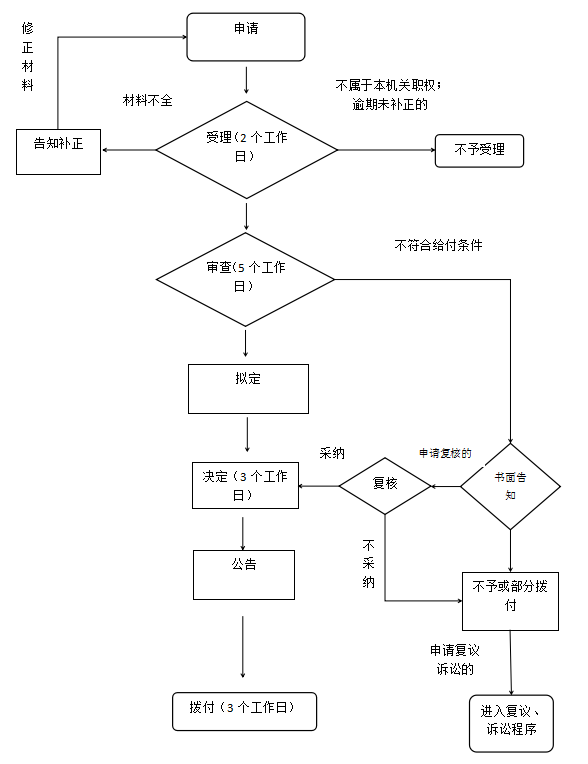 修
正
材
料
申请
材料不全
不属于本机关职权；
逾期未补正的
告知补正
受理（2 个工作
日）
不予受理
不符合给付条件
审查（5 个工作
日）
拟定
采纳
申请复核的
决定（3 个工作
日）
复核
书面告
知
不
采
纳
公告
不予或部分拨
付
申请复议
诉讼的
拨付（3 个工作日）
进入复议、
诉讼程序